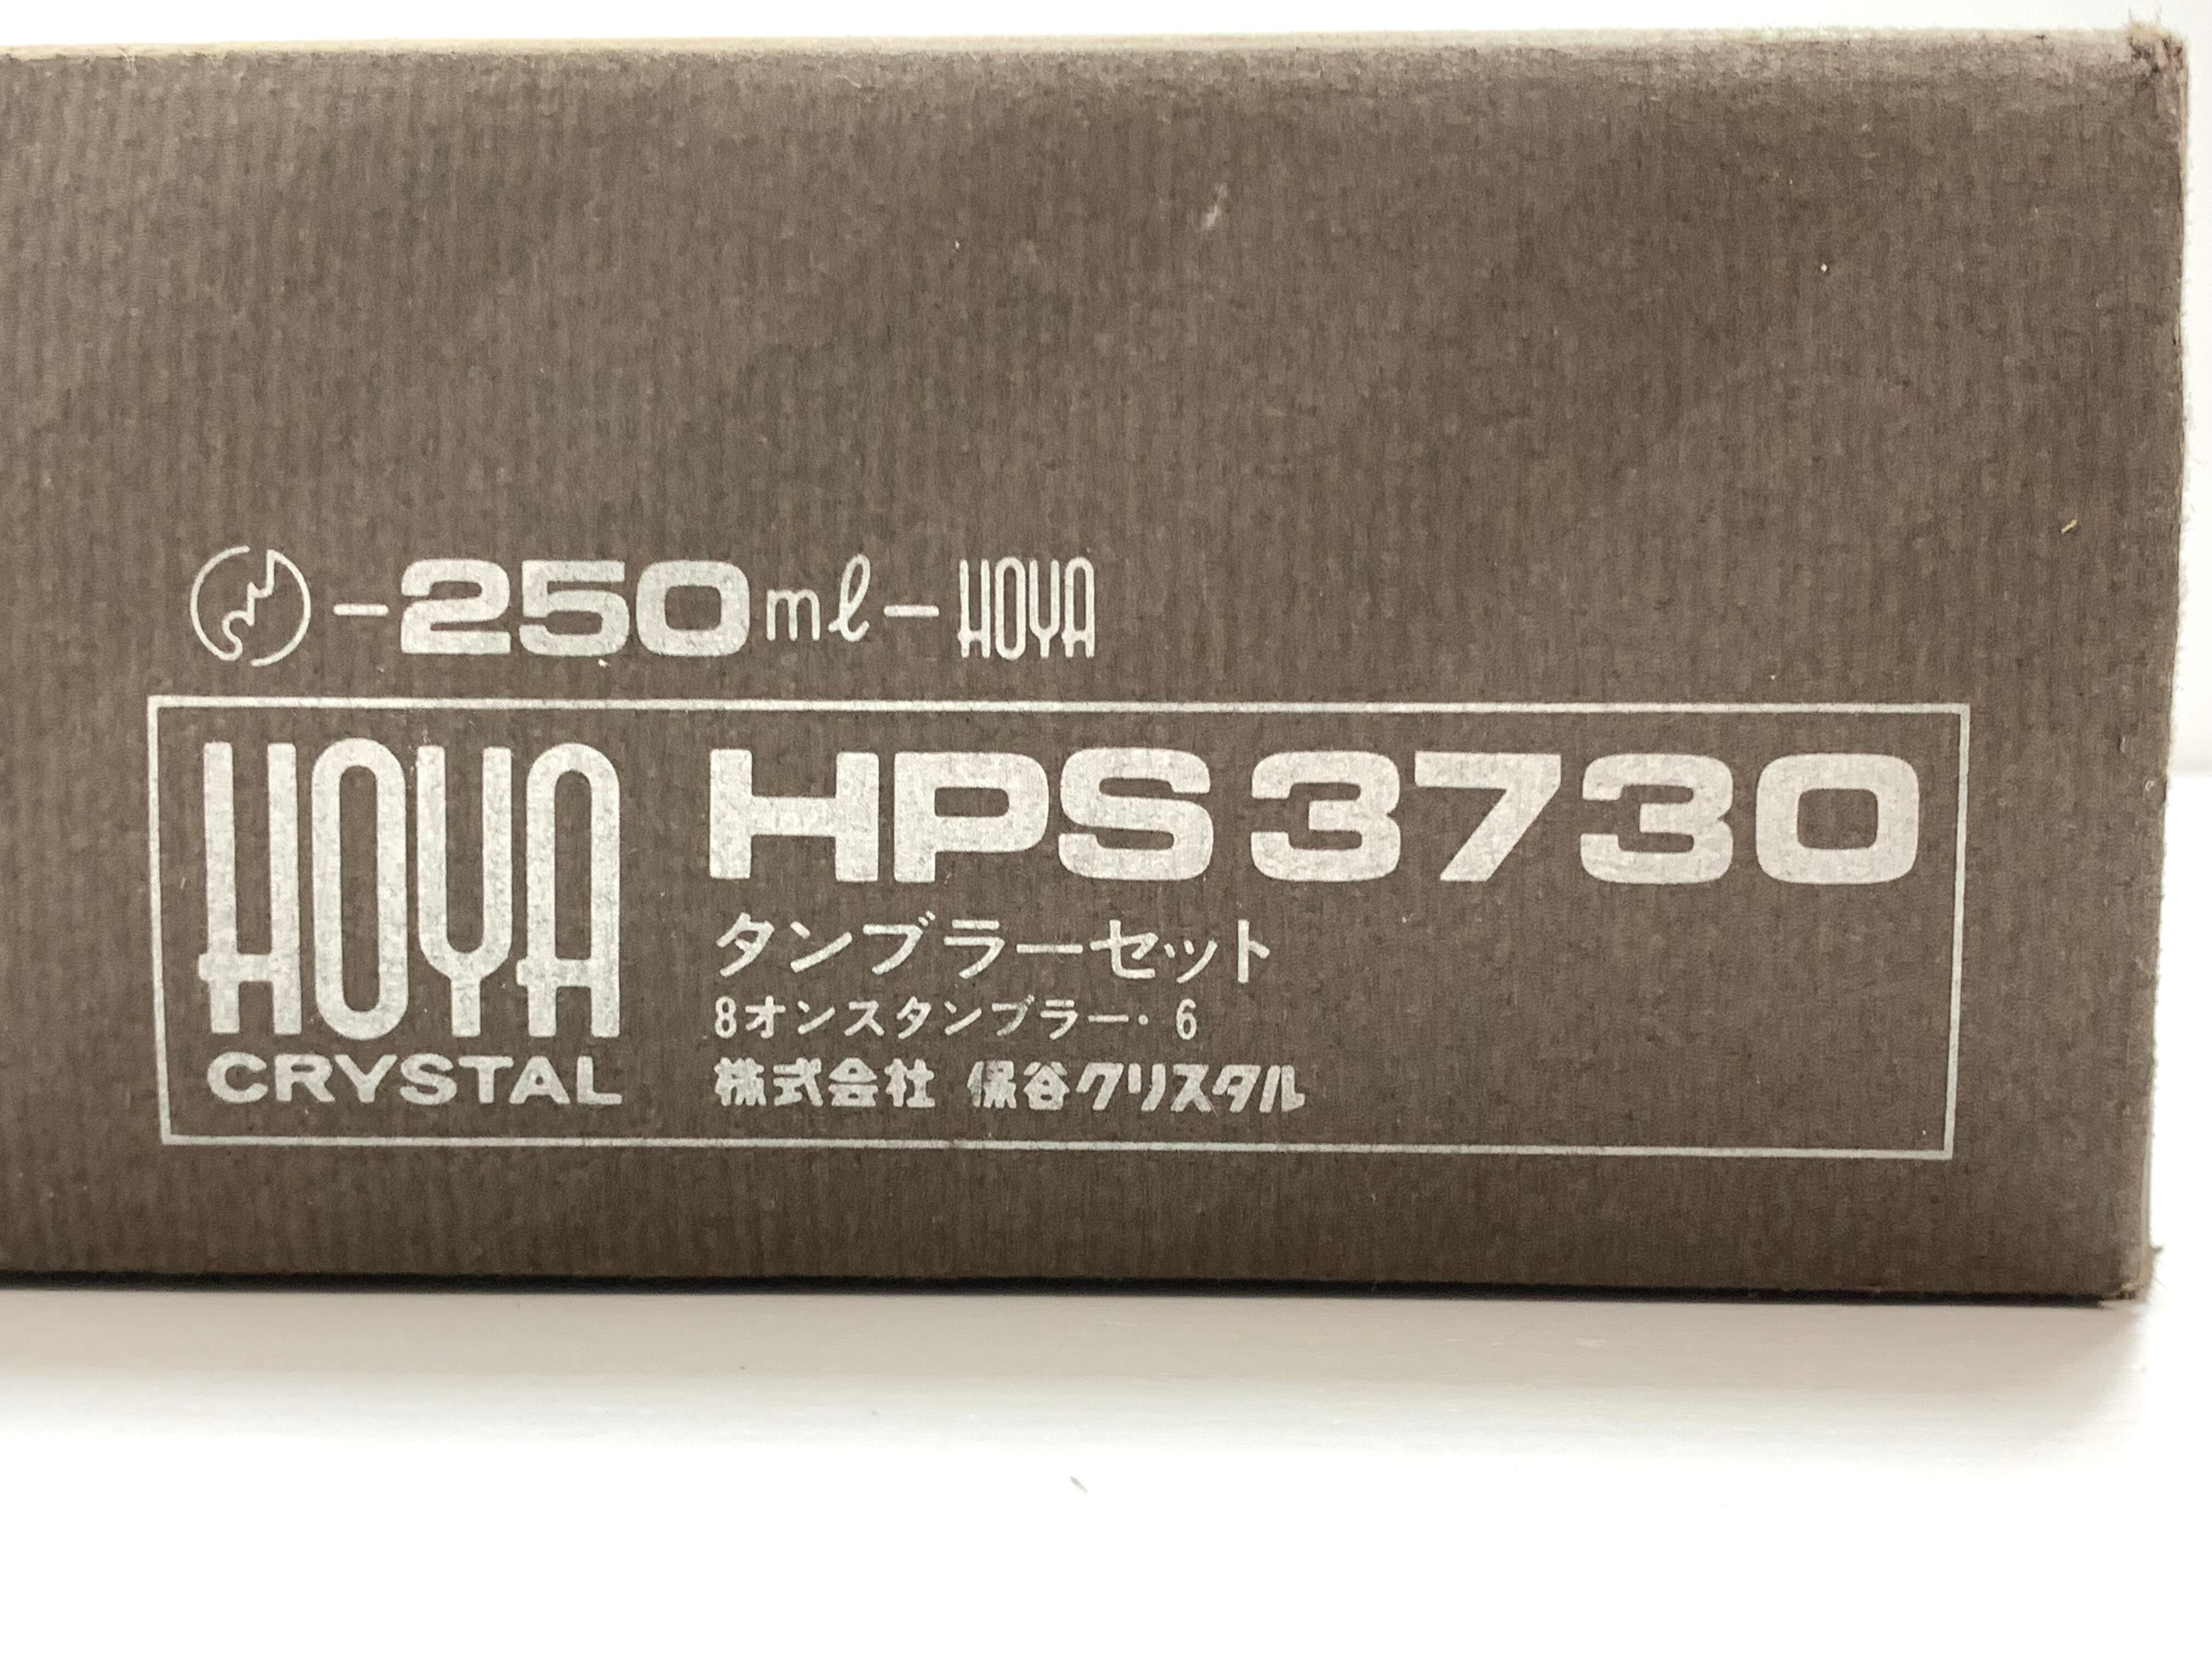 -250ml-HOYA
HOYA CRYSTAL
HPS3730
タンブラーセット
8オンスタンブラー・6
株式会社 保谷クリスタル